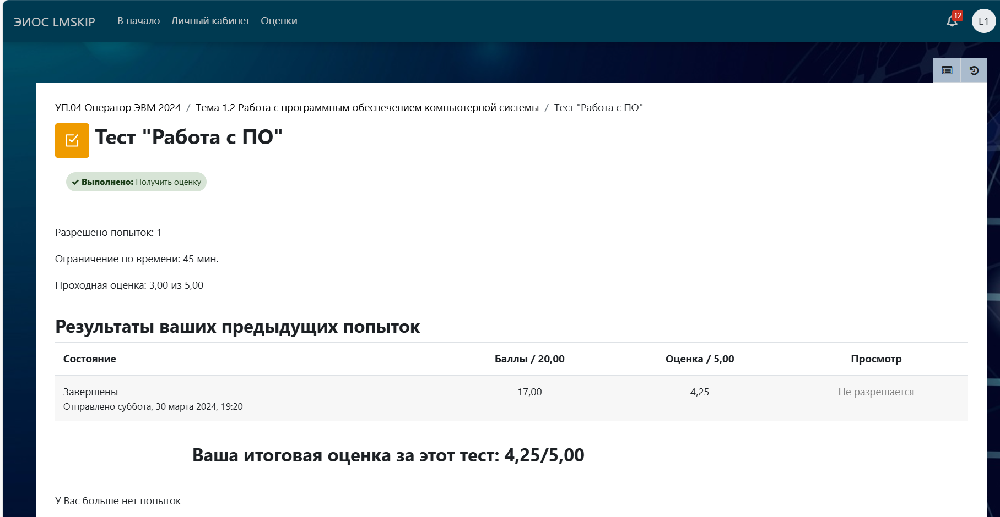 ЭИОС LMSKIP В начало Личный кабинет Оценки 12 E1
УП.04 Оператор ЭВМ 2024 / Тема 1.2 Работа с программным обеспечением компьютерной системы / Тест "Работа с ПО"
Тест "Работа с ПО"
Выполнено: Получить оценку
Разрешено попыток: 1
Ограничение по времени: 45 мин.
Проходная оценка: 3,00 из 5,00
Результаты ваших предыдущих попыток
Состояние Баллы / 20,00 Оценка / 5,00 Просмотр
Завершены 17,00 4,25 Не разрешается
Отправлено суббота, 30 марта 2024, 19:20
Ваша итоговая оценка за этот тест: 4,25/5,00
У Вас больше нет попыток